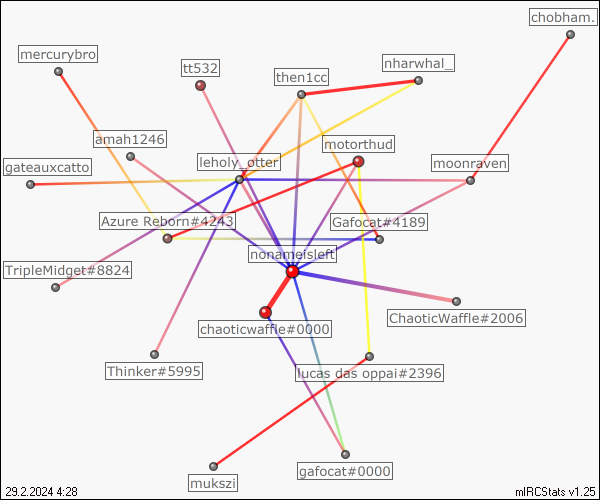 chobham.
mercurybro
nharwhal_
tt532
then1cc
amah1246
motorthud
leholy_otter
moonraven
gateauxcatto
Azure Reborn#4243
Gafocat#4189
nonameisleft
TripleMidget#8824
ChaoticWaffle#2006
chaoticwaffle#0000
Thinker#5995
lucas das oppai#2396
gafocat#0000
mukszi
29.2.2024 4:28
mIRCStats v1.25